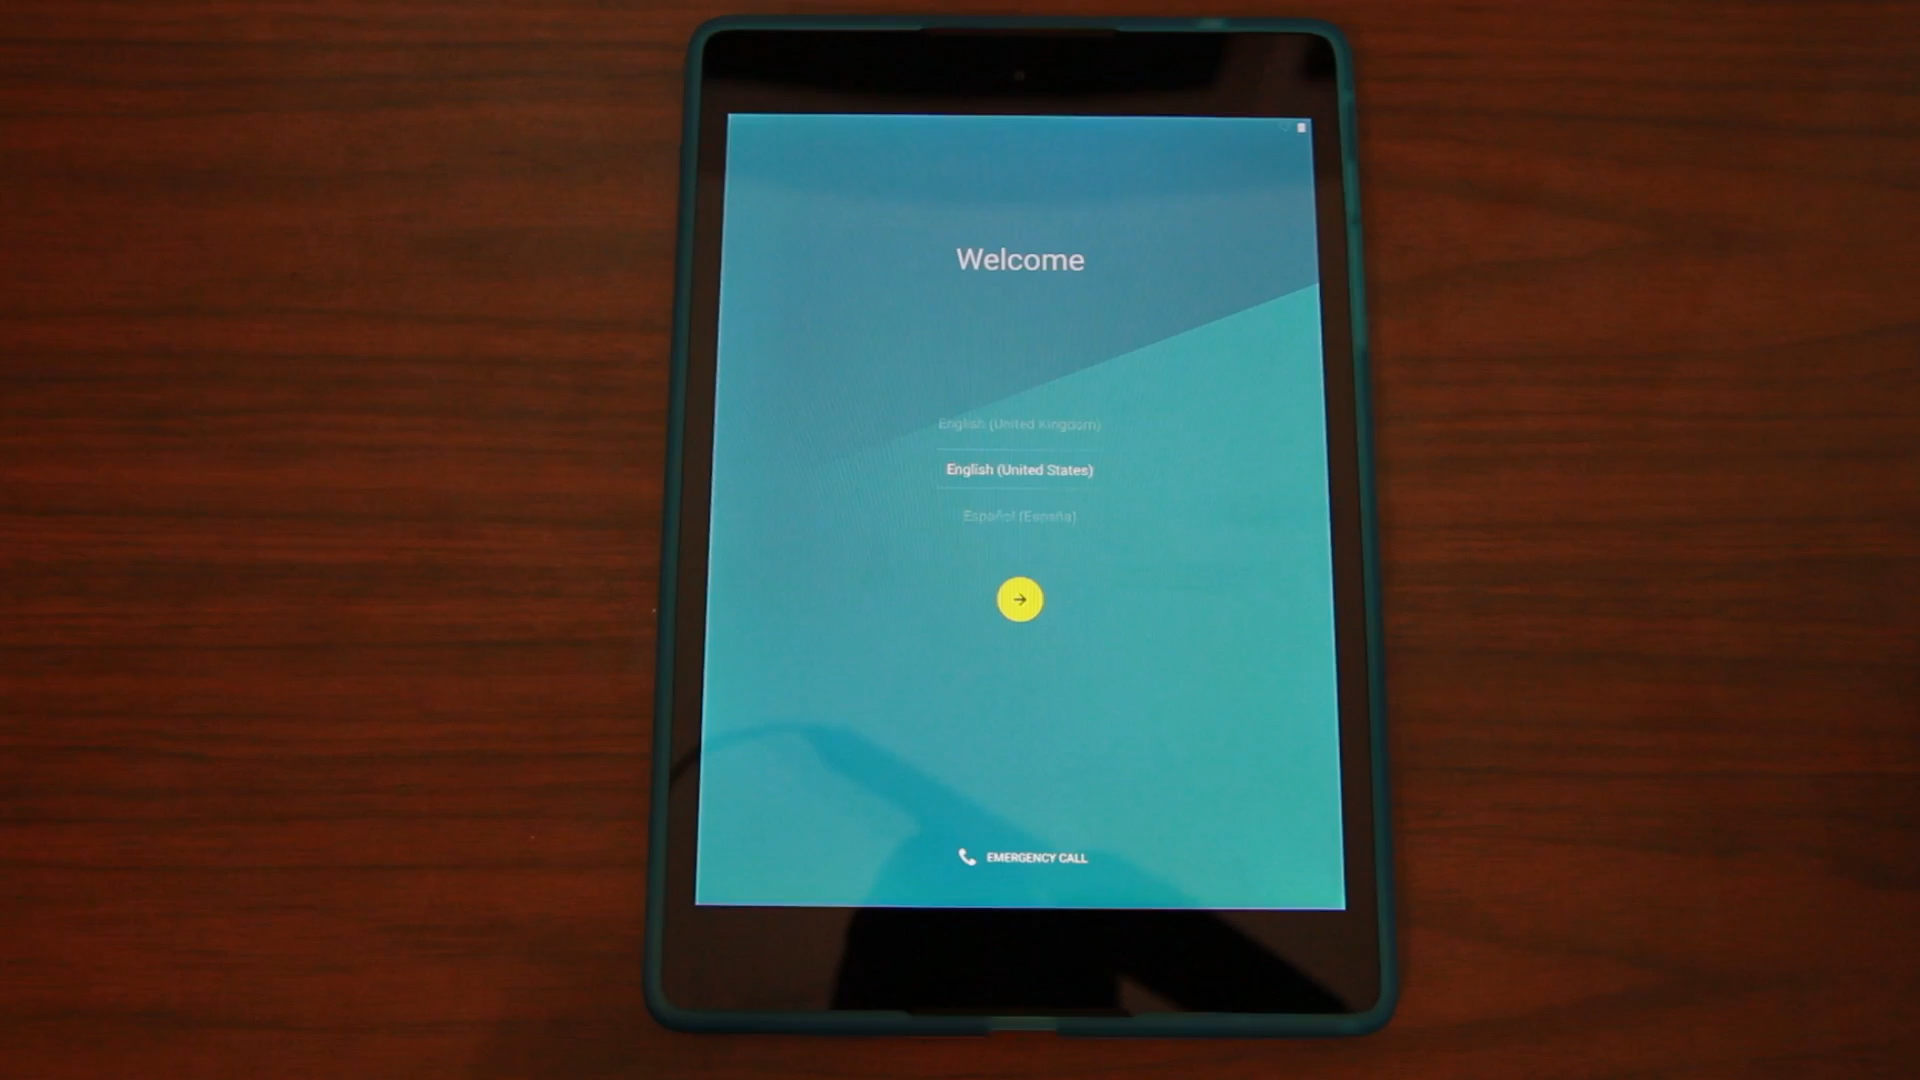 Welcome
English (United Kingdom)
English (United States)
Español (España)
EMERGENCY CALL